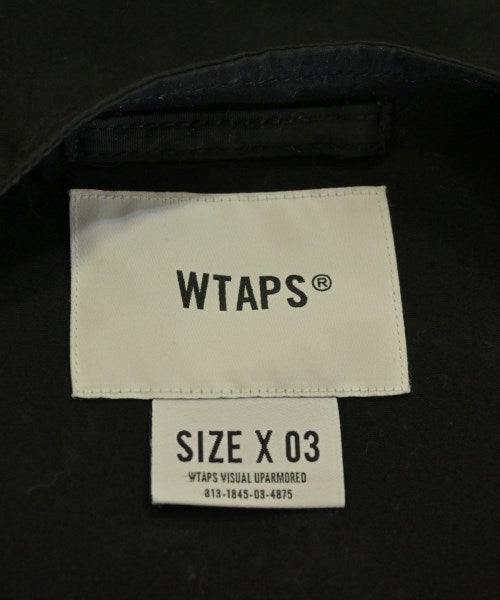 WTAPS®
SIZE X 03
WTAPS VISUAL UPARMORED
813-1845-03-4875